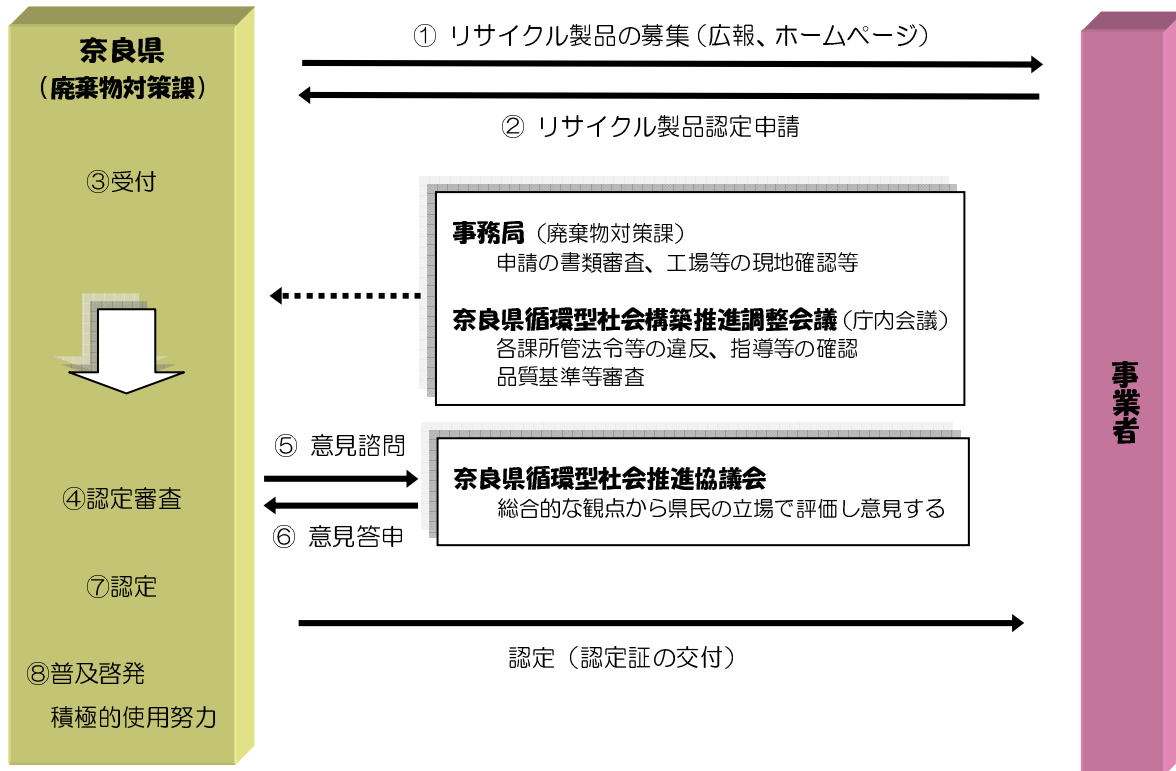 奈良県
（廃棄物対策課）
① リサイクル製品の募集（広報、ホームページ）
② リサイクル製品認定申請
③受付
事務局（廃棄物対策課）
申請の書類審査、工場等の現地確認等
奈良県循環型社会構築推進調整会議（庁内会議）
各課所管法令等の違反、指導等の確認
品質基準等審査
事業者
⑤ 意見諮問
奈良県循環型社会推進協議会
総合的な観点から県民の立場で評価し意見する
④認定審査
⑥ 意見答申
⑦認定
認定（認定証の交付）
⑧普及啓発
積極的使用努力